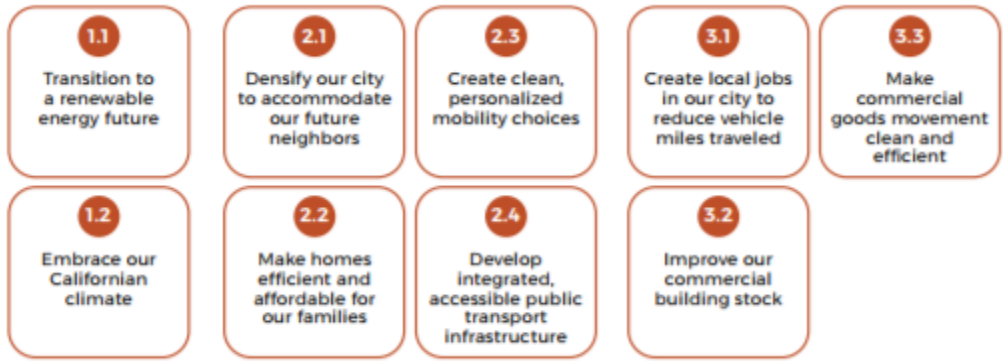 1.1
Transition to
a renewable
energy future
2.1
Densify our city
to accommodate
our future
neighbors
2.3
Create clean,
personalized
mobility choices
3.1
Create local jobs
in our city to
reduce vehicle
miles traveled
3.3
Make
commercial
goods movement
clean and
efficient
1.2
Embrace our
Californian
climate
2.2
Make homes
efficient and
affordable for
our families
2.4
Develop
integrated,
accessible public
transport
infrastructure
3.2
Improve our
commercial
building stock